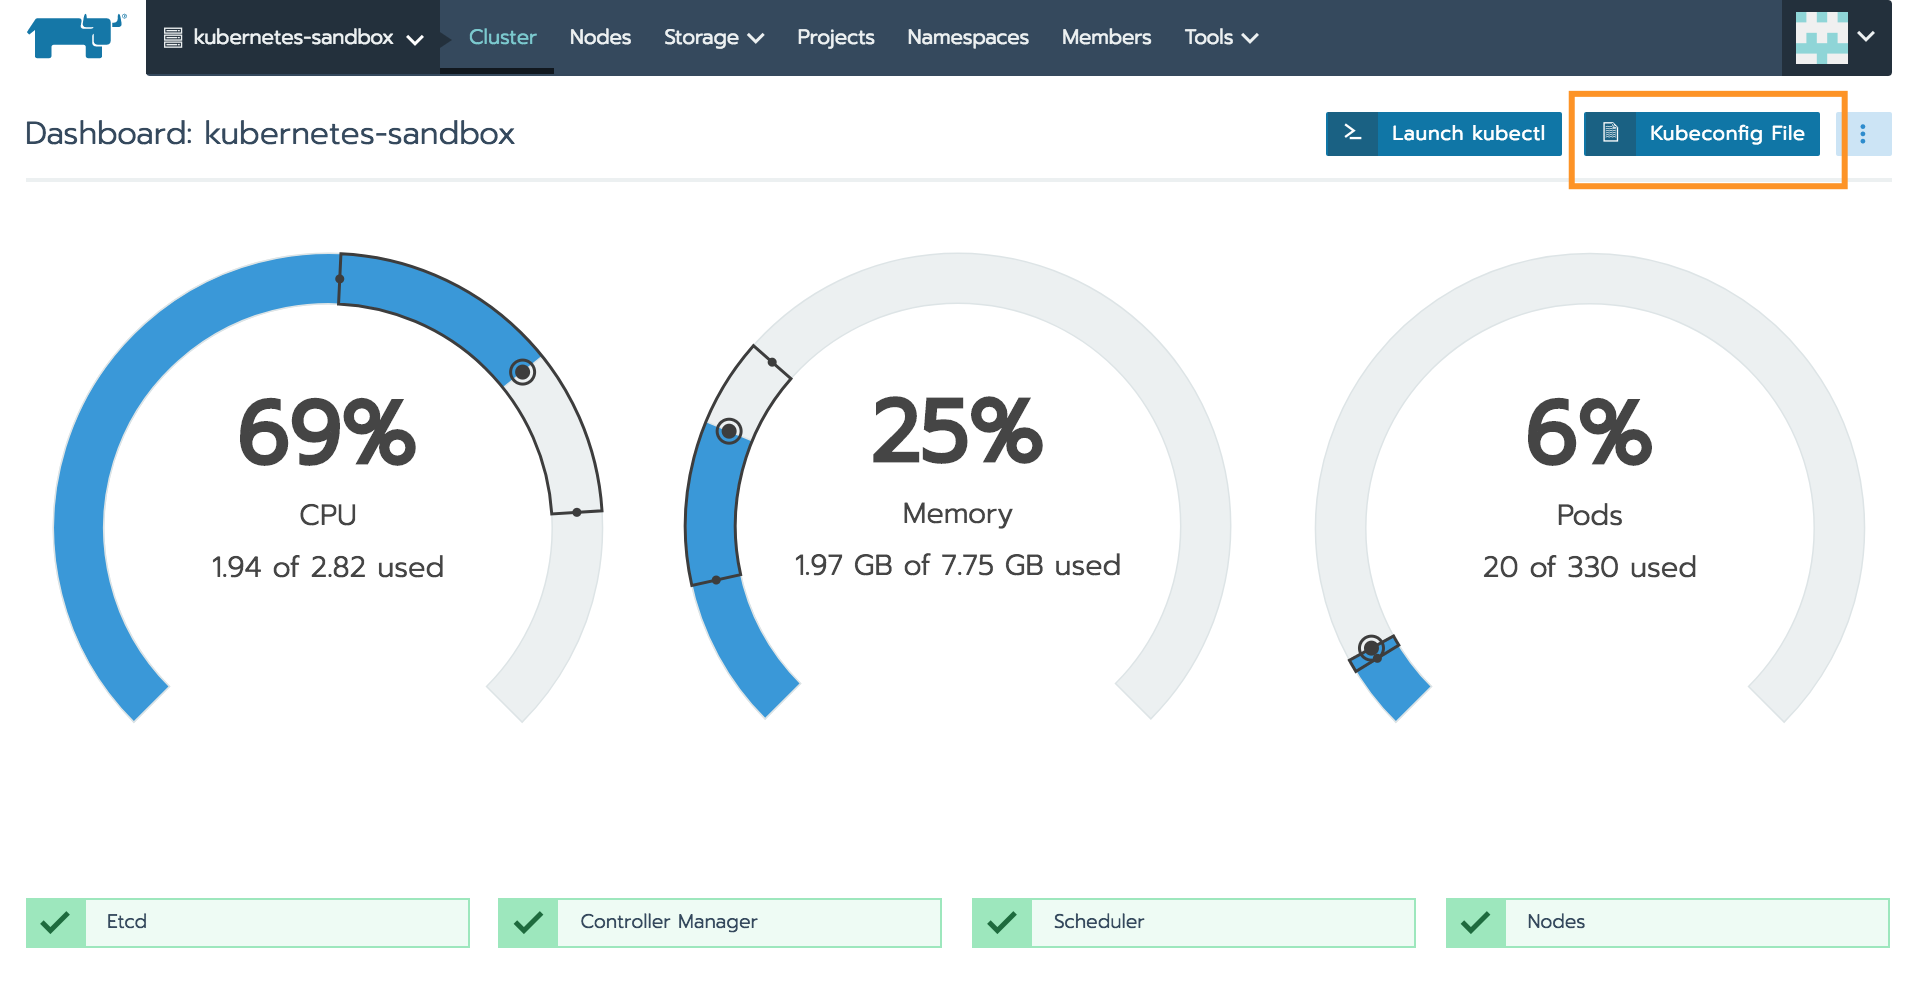 kubernetes-sandbox Cluster Nodes Storage Projects Namespaces Members Tools
Dashboard: kubernetes-sandbox
Launch kubectl
Kubeconfig File
69%
CPU
1.94 of 2.82 used
25%
Memory
1.97 GB of 7.75 GB used
6%
Pods
20 of 330 used
Etcd
Controller Manager
Scheduler
Nodes